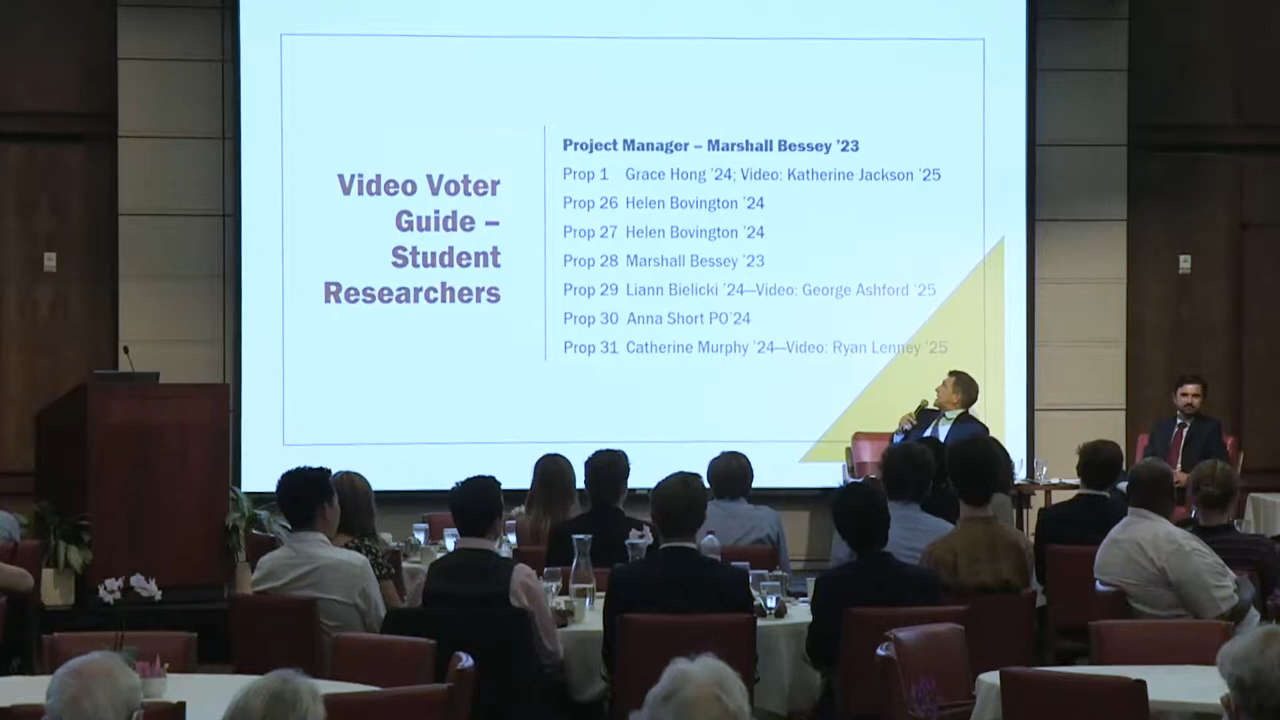 Video Voter
Guide –
Student
Researchers
Project Manager – Marshall Bessey ’23
Prop 1 Grace Hong ’24; Video: Katherine Jackson ’25
Prop 26 Helen Bovington ’24
Prop 27 Helen Bovington ’24
Prop 28 Marshall Bessey ’23
Prop 29 Liann Bielicki ’24—Video: George Ashford ’25
Prop 30 Anna Short PO’24
Prop 31 Catherine Murphy ’24—Video: Ryan Lenney ’25